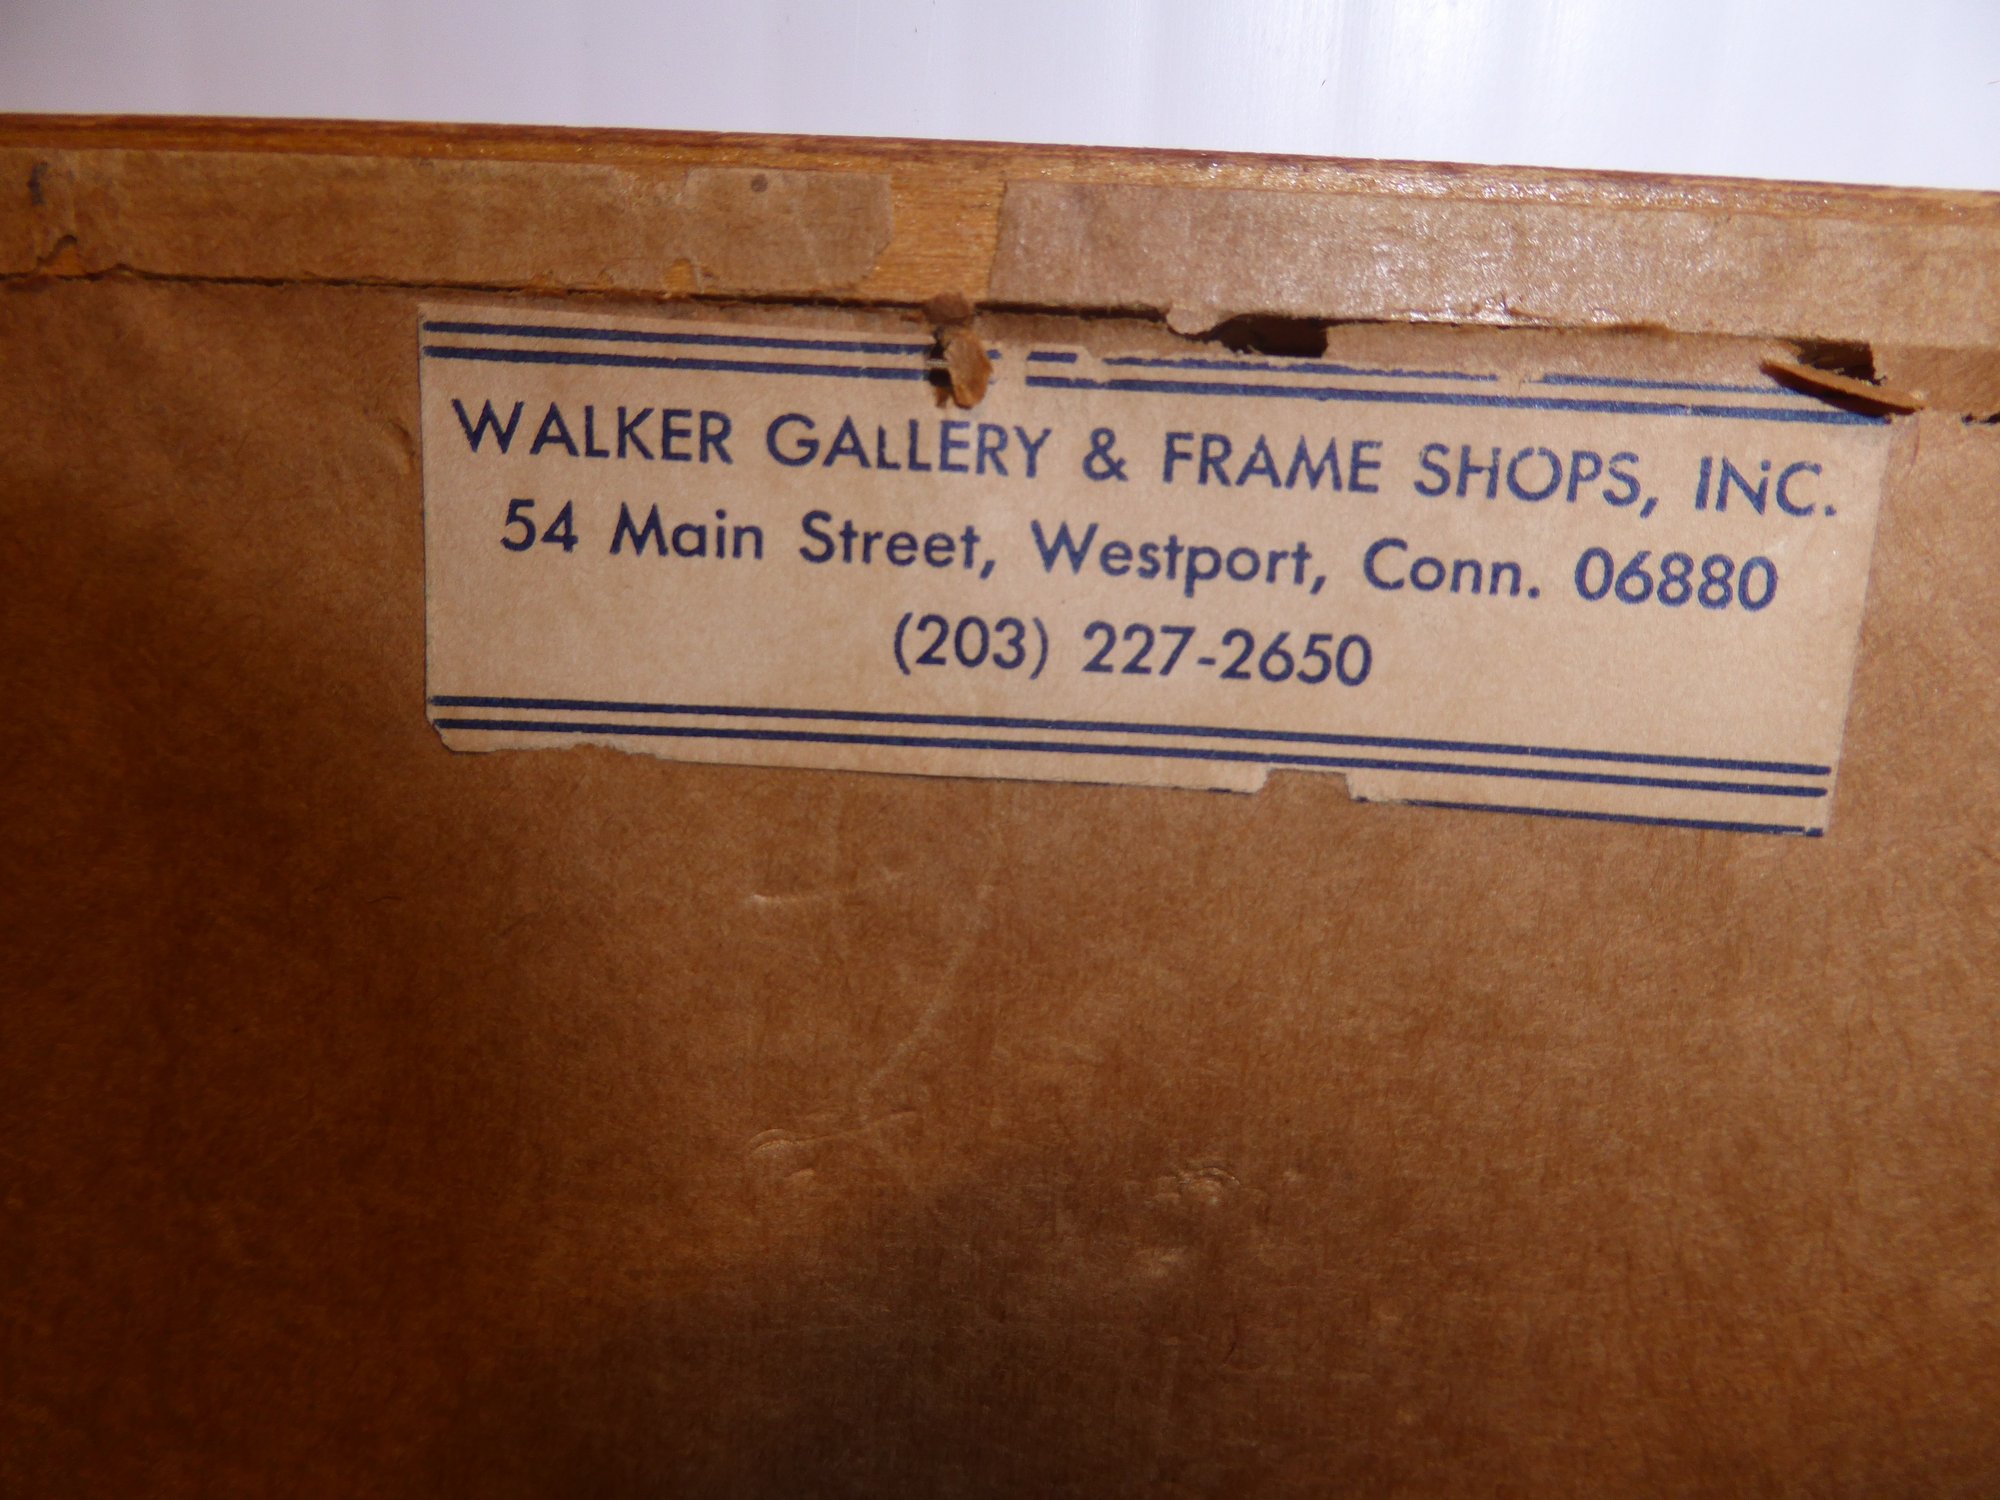 WALKER GALLERY & FRAME SHOPS, INC.
54 Main Street, Westport, Conn. 06880
(203) 227-2650